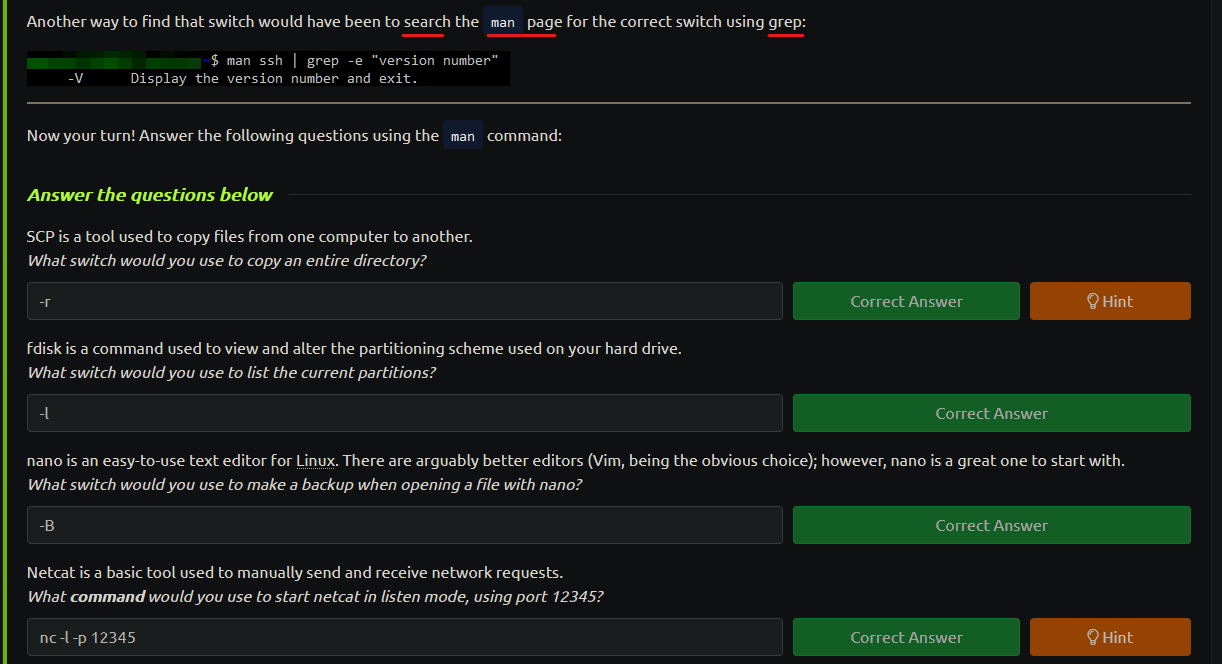 Another way to find that switch would have been to search the man page for the correct switch using grep:
~$ man ssh | grep -e "version number"
-V Display the version number and exit.
Now your turn! Answer the following questions using the man command:
Answer the questions below
SCP is a tool used to copy files from one computer to another.
What switch would you use to copy an entire directory?
-r Correct Answer Hint
fdisk is a command used to view and alter the partitioning scheme used on your hard drive.
What switch would you use to list the current partitions?
-l Correct Answer
nano is an easy-to-use text editor for Linux. There are arguably better editors (Vim, being the obvious choice); however, nano is a great one to start with.
What switch would you use to make a backup when opening a file with nano?
-B Correct Answer
Netcat is a basic tool used to manually send and receive network requests.
What command would you use to start netcat in listen mode, using port 12345?
nc -l -p 12345 Correct Answer Hint